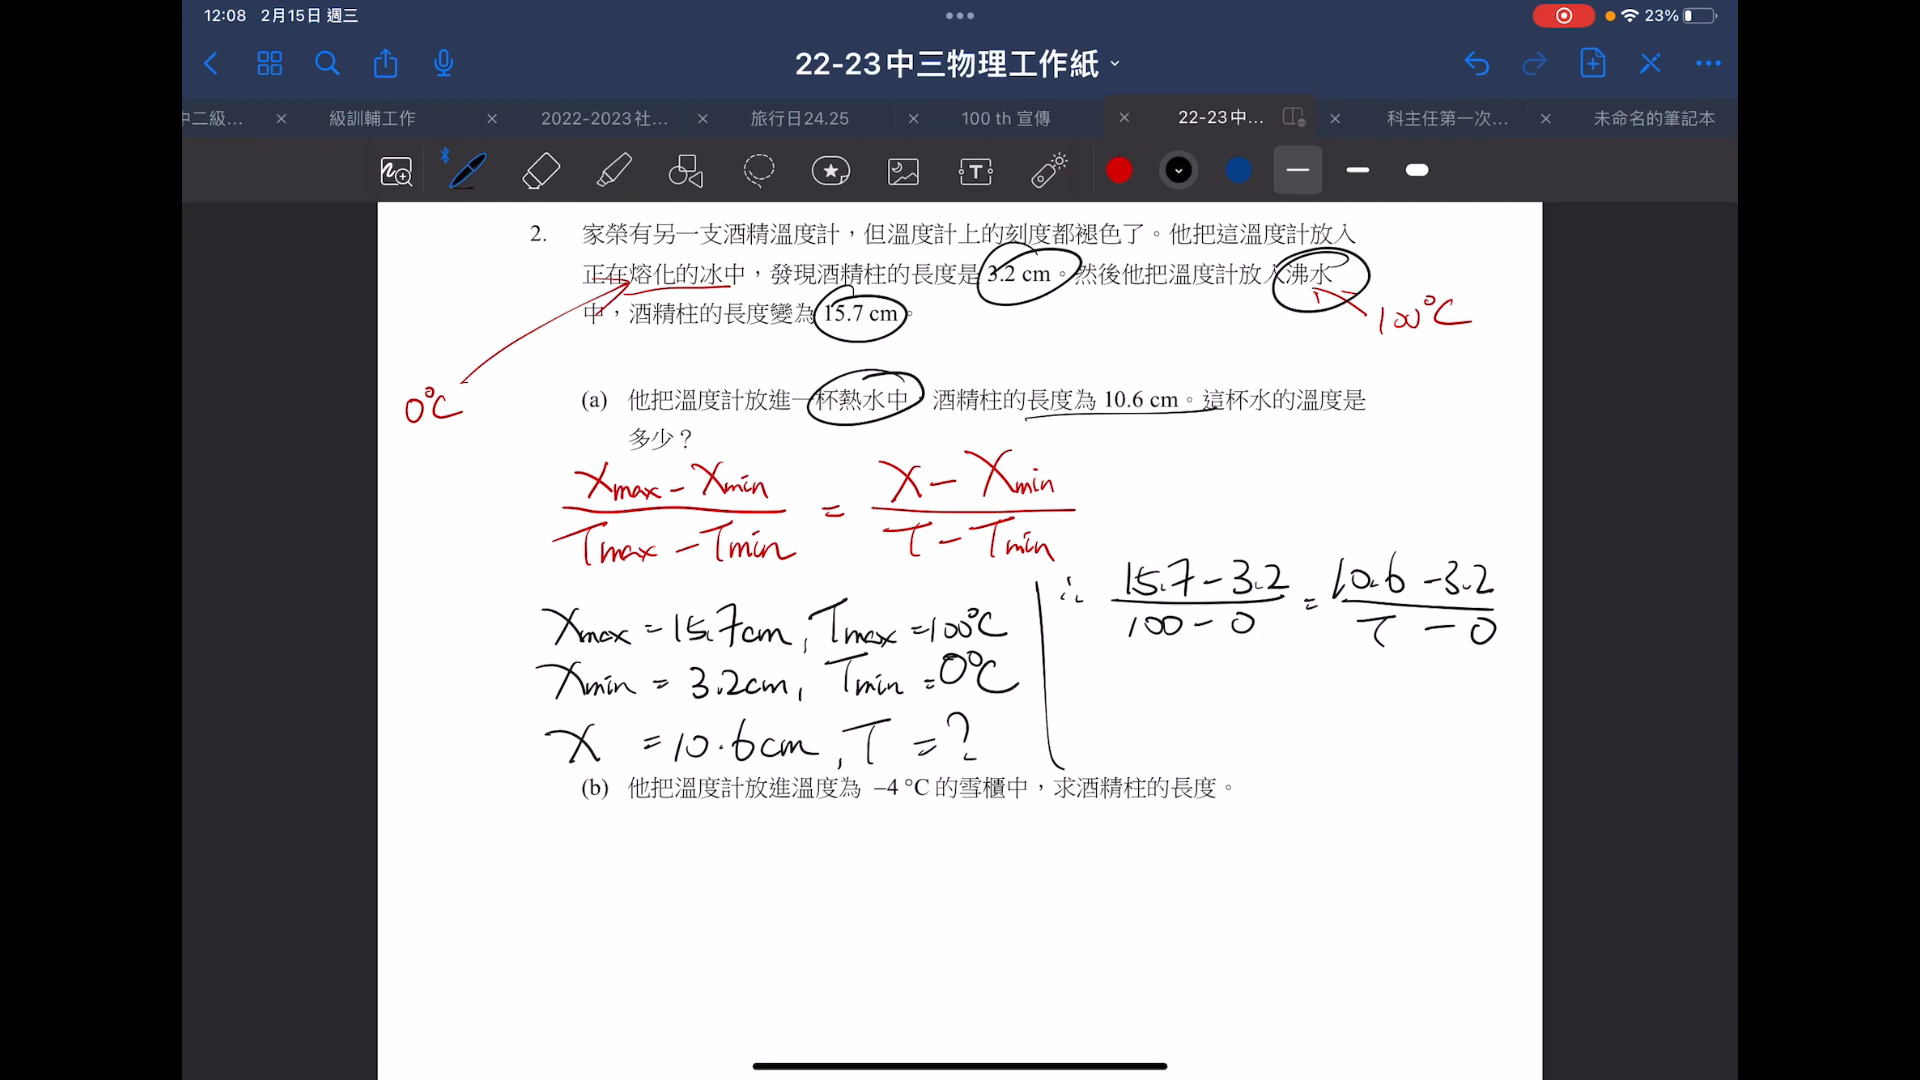 12:08 2月15日 週三
23%
22-23中三物理工作紙
中二級...
級訓輔工作
2022-2023社...
旅行日24.25
100 th 宣傳
22-23中...
科主任第一次...
未命名的筆記本
2. 家榮有另一支酒精溫度計,但溫度計上的刻度都褪色了。他把這溫度計放入
正在熔化的冰中,發現酒精柱的長度是 3.2 cm。然後他把溫度計放入沸水
中,酒精柱的長度變為 15.7 cm。
100°C
0°C
(a) 他把溫度計放進一杯熱水中,酒精柱的長度為 10.6 cm。這杯水的溫度是
多少?
Xmax - Xmin = X - Xmin
Tmax - Tmin T - Tmin
∴ 15.7 - 3.2 = 10.6 - 3.2
100 - 0 T - 0
Xmax = 15.7cm, Tmax = 100°C
Xmin = 3.2cm, Tmin = 0°C
X = 10.6cm, T = ?
(b) 他把溫度計放進溫度為 –4 °C 的雪櫃中,求酒精柱的長度。